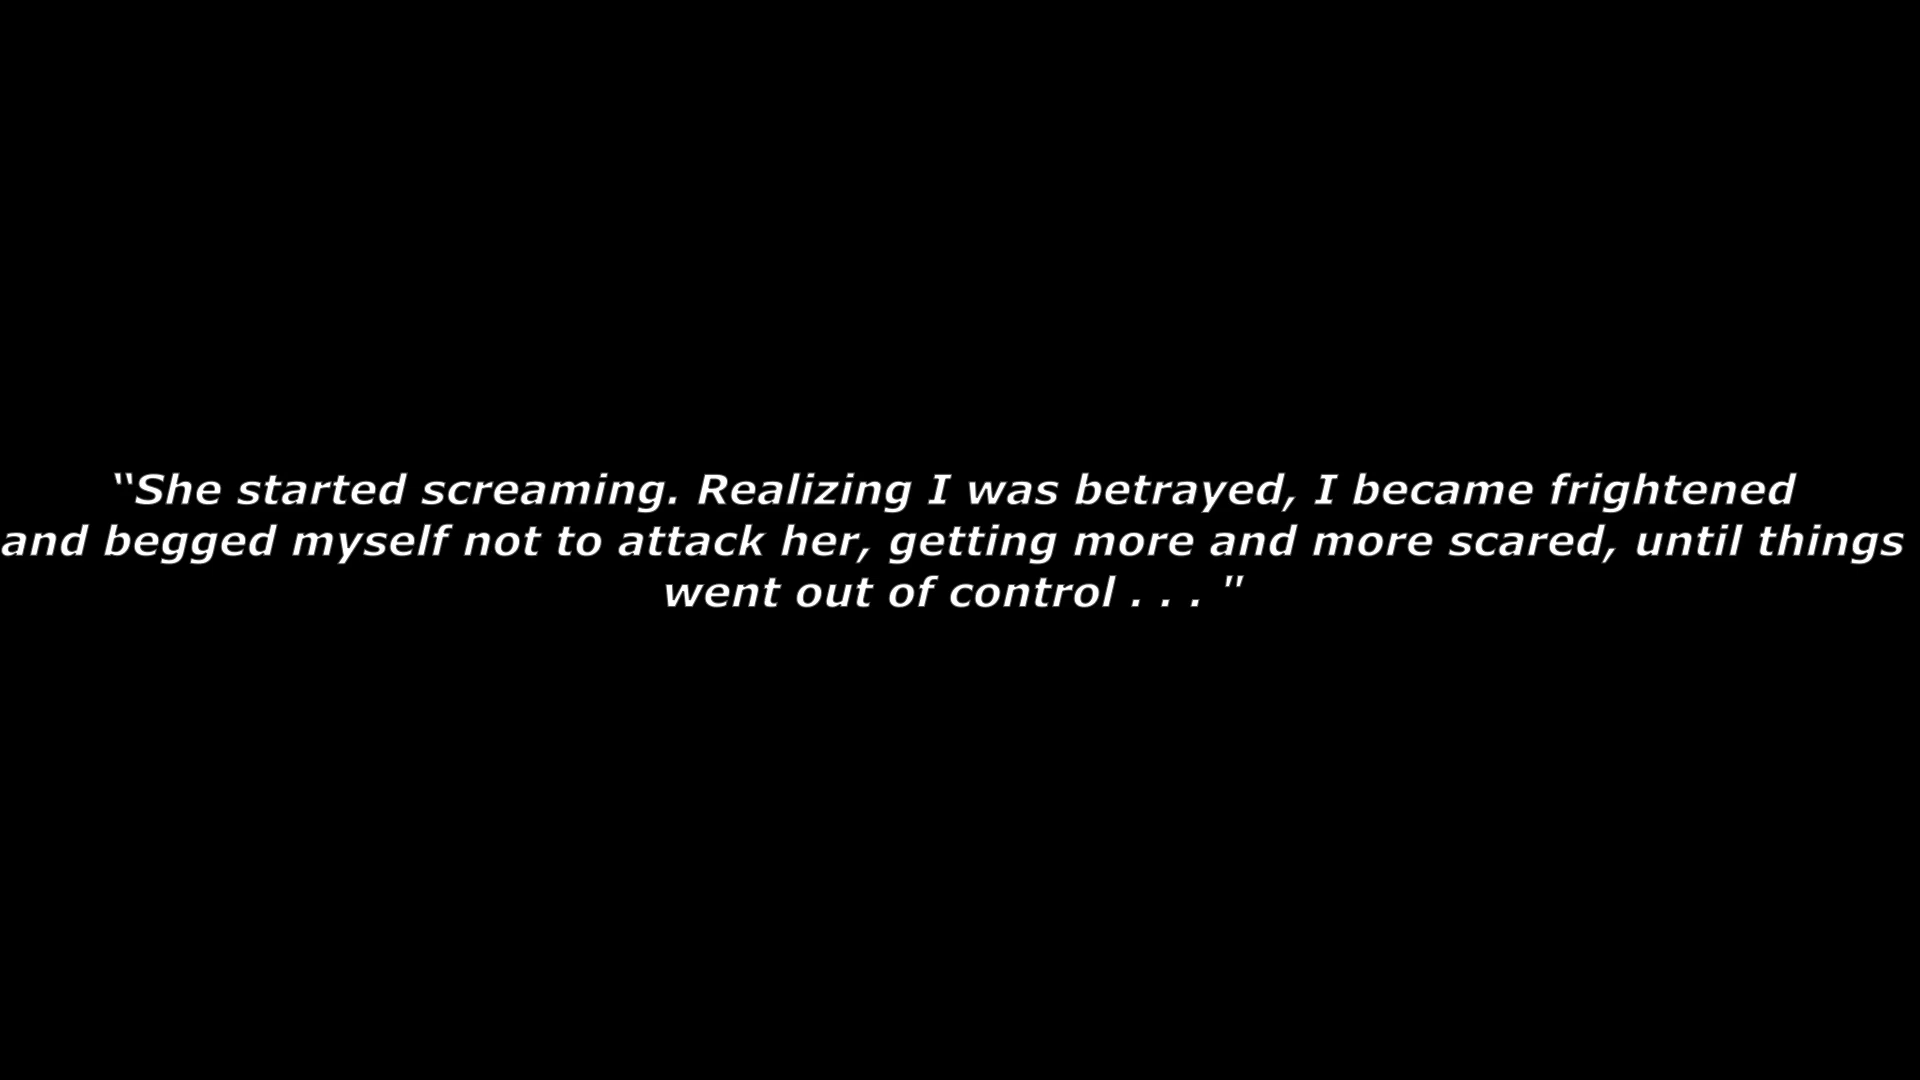 “She started screaming. Realizing I was betrayed, I became frightened
and begged myself not to attack her, getting more and more scared, until things
went out of control . . . "